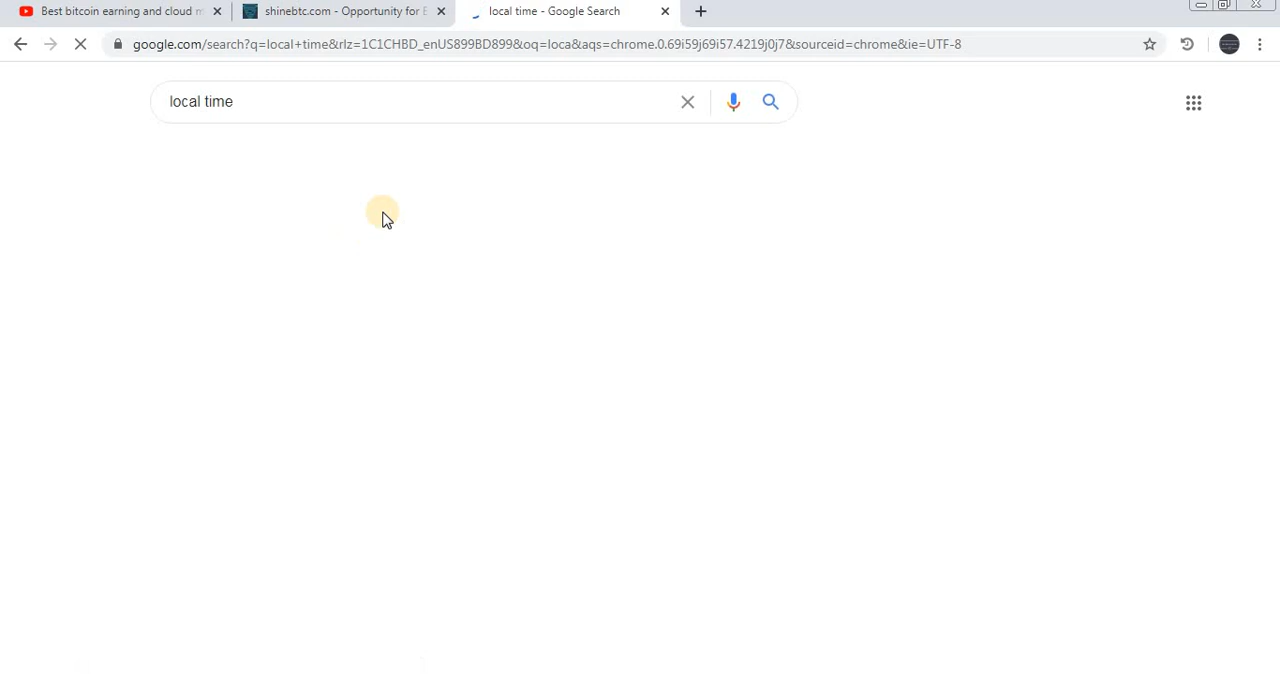 Best bitcoin earning and cloud m
shinebtc.com - Opportunity for E
local time - Google Search
google.com/search?q=local+time&rlz=1C1CHBD_enUS899BD899&oq=loca&aqs=chrome.0.69i59j69i57.4219j0j7&sourceid=chrome&ie=UTF-8
local time